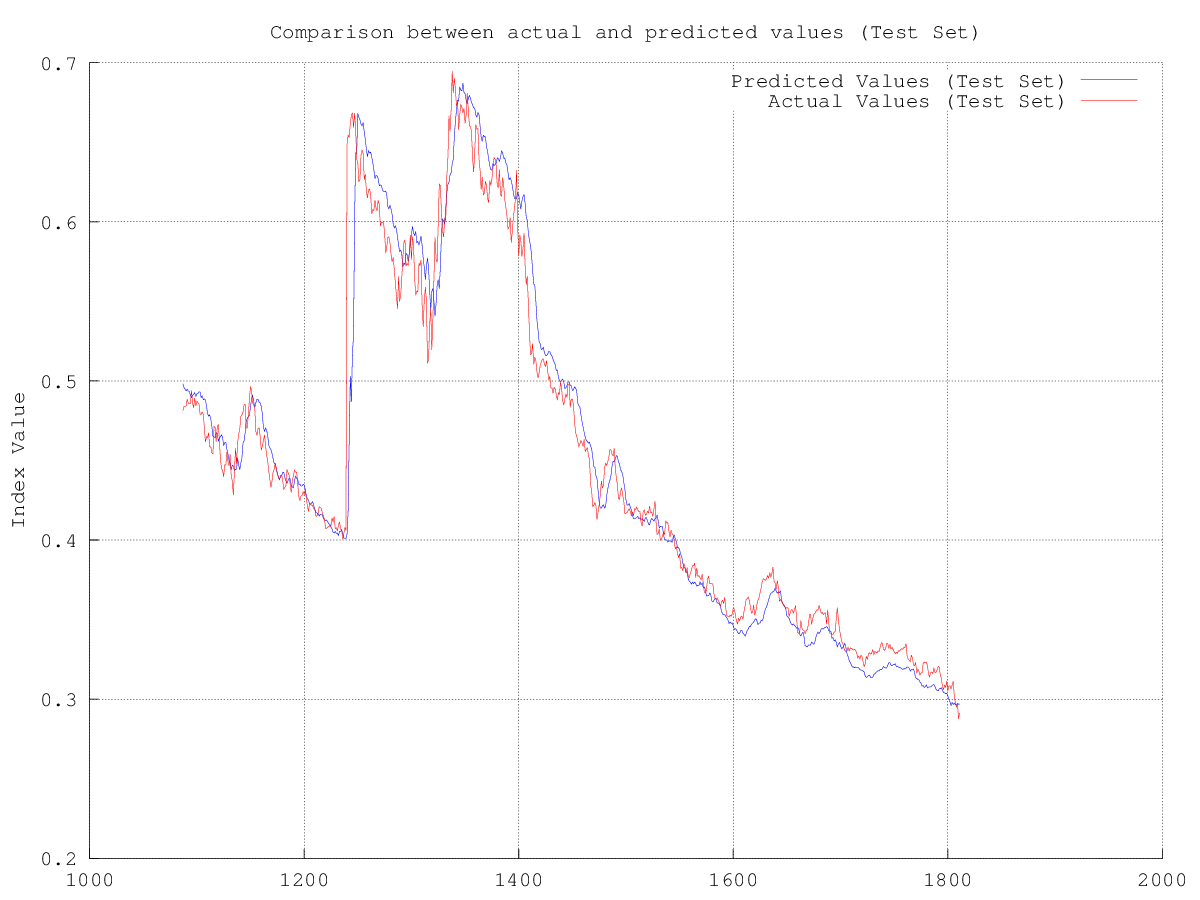 Comparison between actual and predicted values (Test Set)
0.7
Predicted Values (Test Set)
Actual Values (Test Set)
0.6
0.5
Index Value
0.4
0.3
0.2
1000 1200 1400 1600 1800 2000